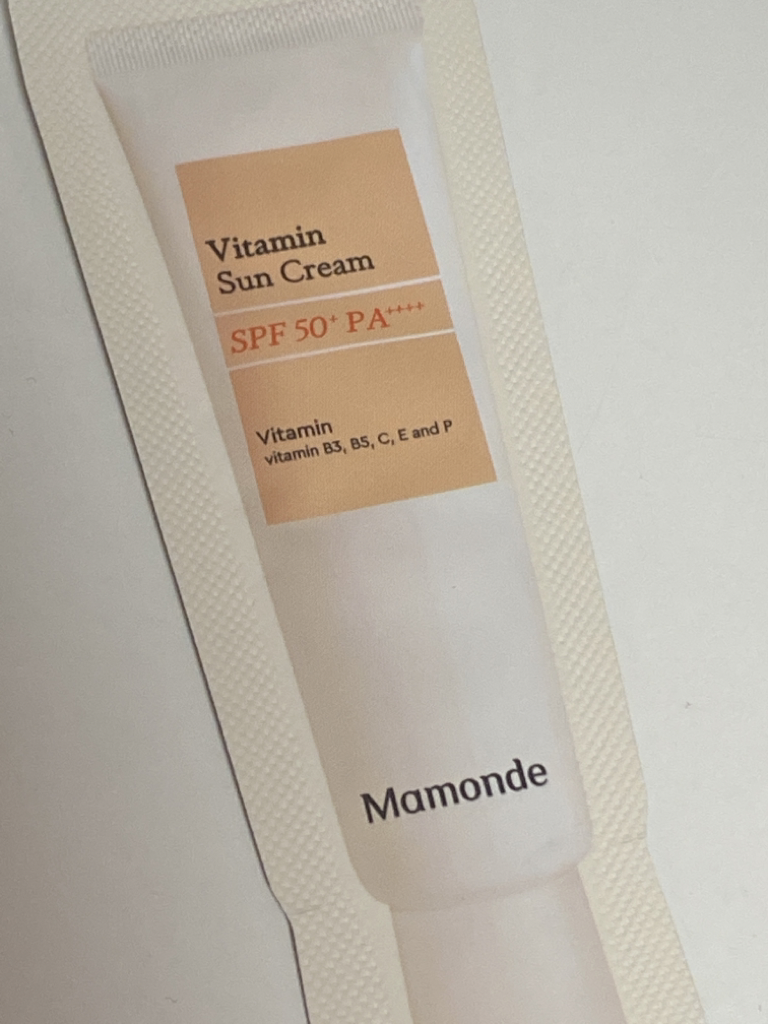 Vitamin
Sun Cream
SPF 50+ PA++++
Vitamin
vitamin B3, B5, C, E and P
Mamonde